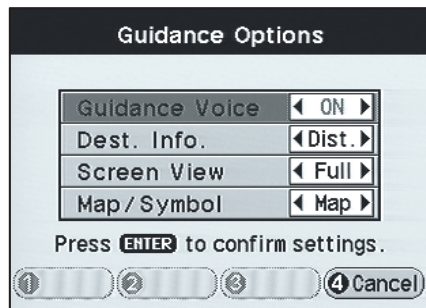 Guidance Options
Guidance Voice ◀ ON ▶
Dest. Info. ◀ Dist. ▶
Screen View ◀ Full ▶
Map/Symbol ◀ Map ▶
Press ENTER to confirm settings.
1 2 3 4 Cancel